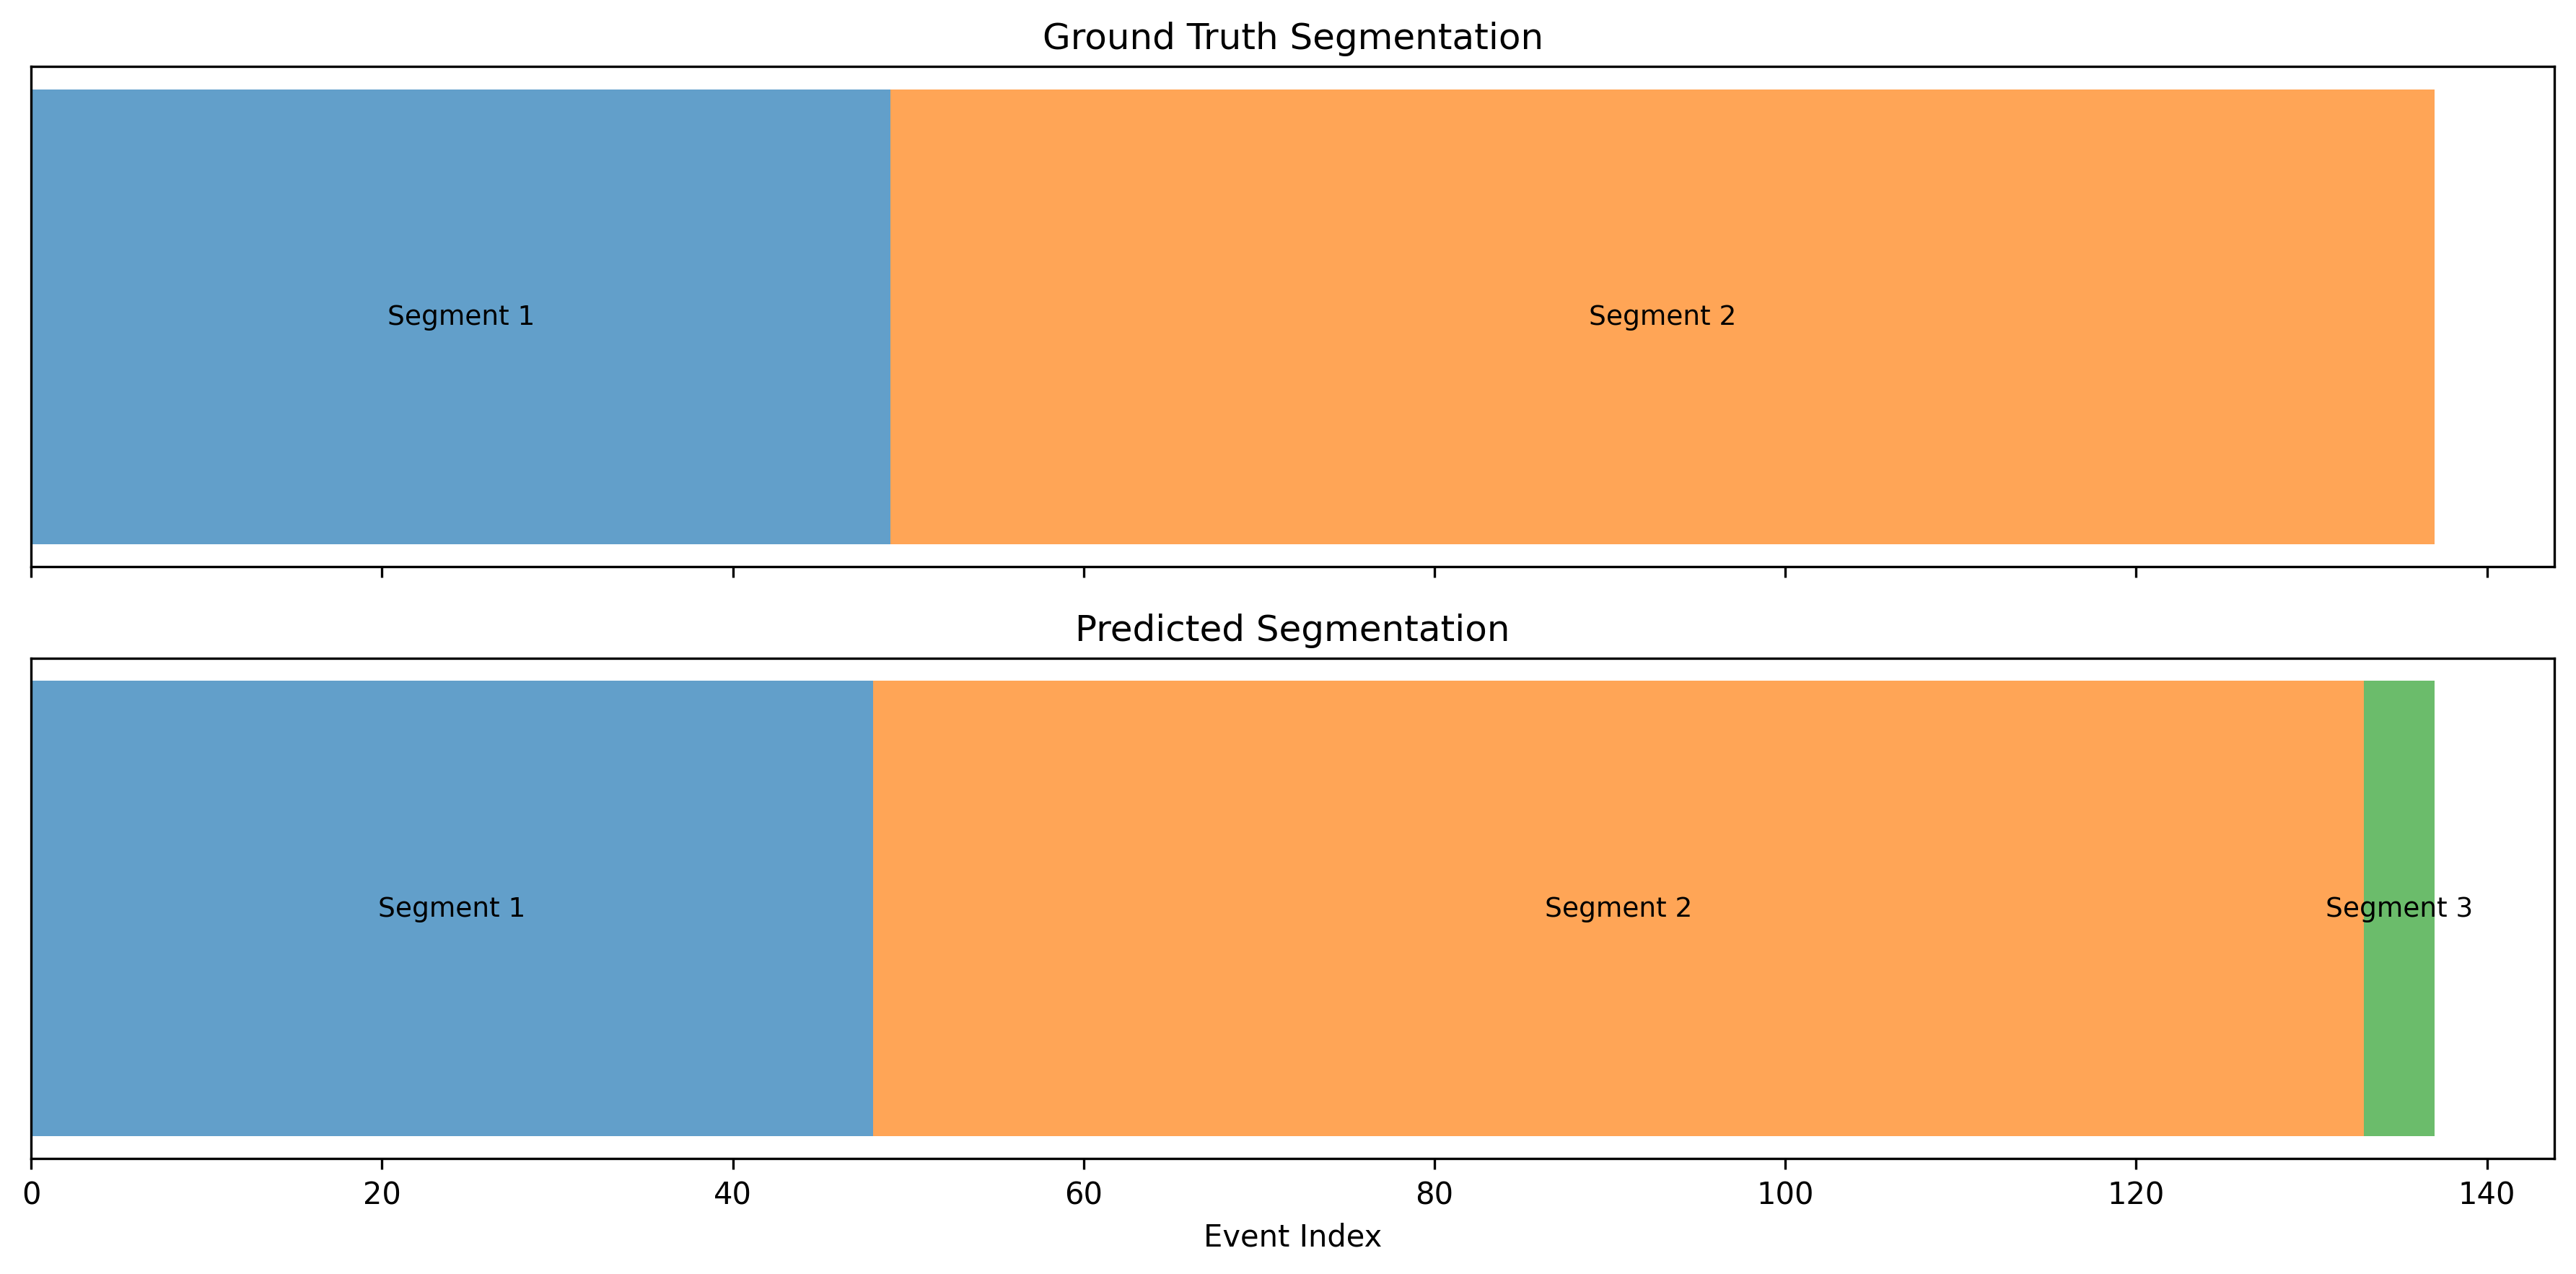 Ground Truth Segmentation
Segment 1 Segment 2
Predicted Segmentation
Segment 1 Segment 2 Segment 3
0 20 40 60 80 100 120 140
Event Index